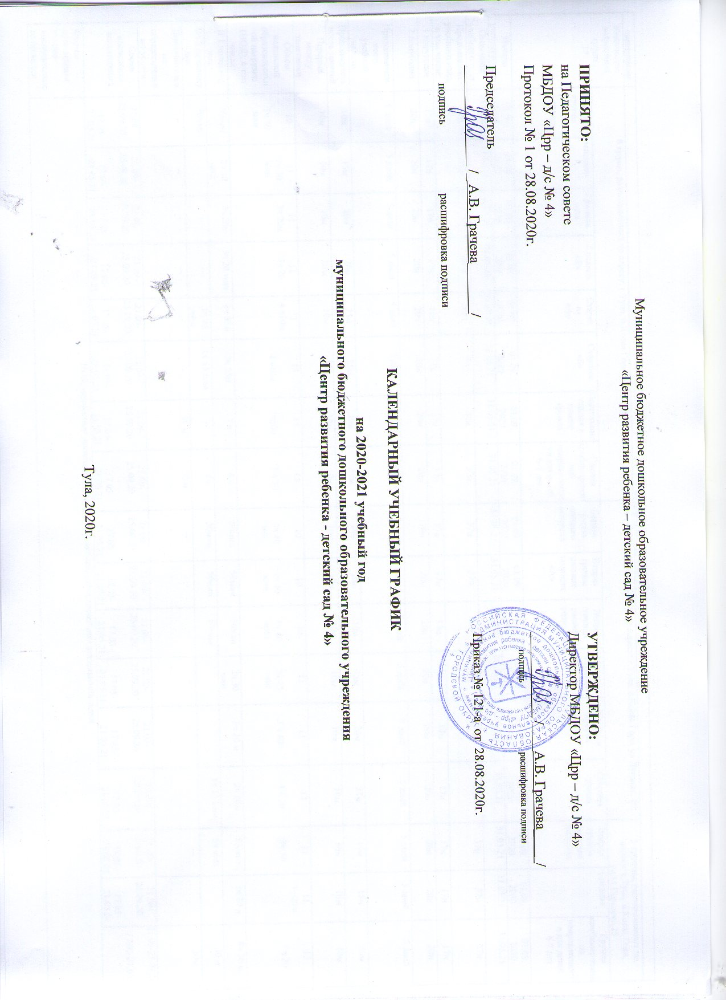 Муниципальное бюджетное дошкольное образовательное учреждение
«Центр развития ребенка – детский сад № 4»
ПРИНЯТО:
на Педагогическом совете
МБДОУ «Црр – д/с № 4»
Протокол № 1 от 28.08.2020г.
Председатель
/ А.В. Грачева /
подпись расшифровка подписи
УТВЕРЖДЕНО:
Директор МБДОУ «Црр – д/с № 4»
/ А.В. Грачева /
подпись расшифровка подписи
Приказ № 121-а от 28.08.2020г.
КАЛЕНДАРНЫЙ УЧЕБНЫЙ ГРАФИК
на 2020-2021 учебный год
муниципального бюджетного дошкольного образовательного учреждения
«Центр развития ребенка - детский сад № 4»
Тула, 2020г.